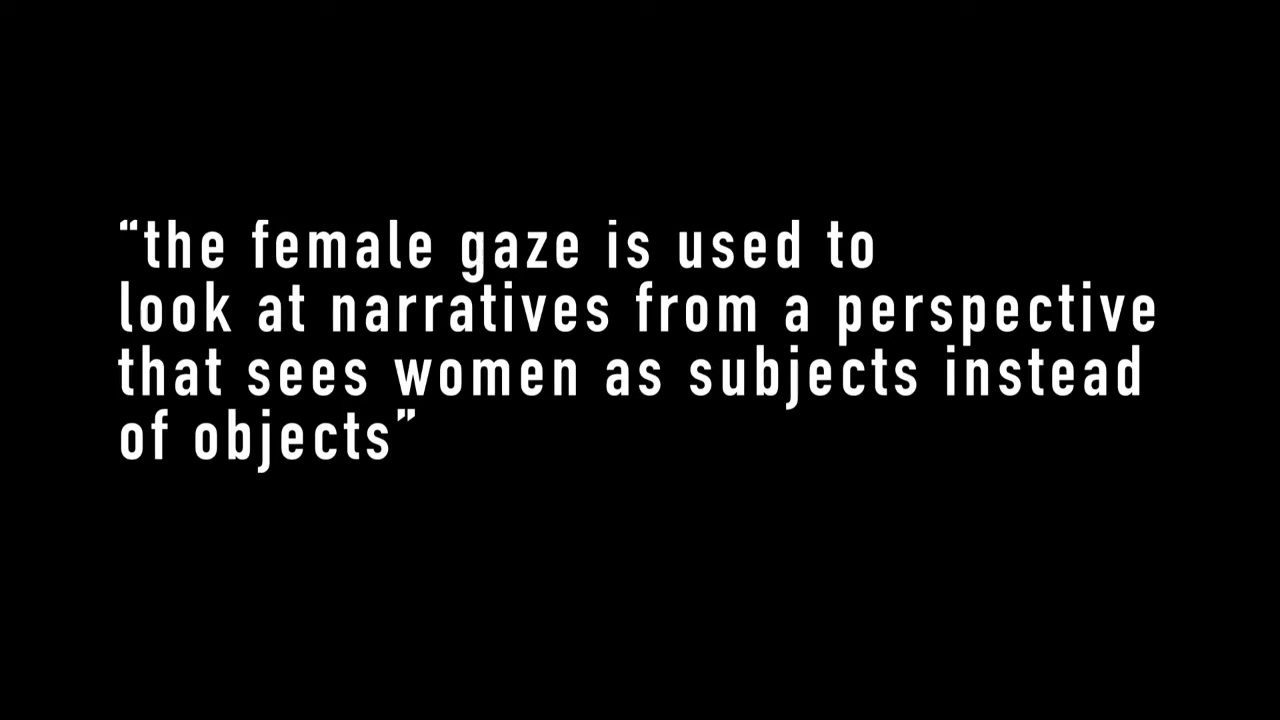 “the female gaze is used to
look at narratives from a perspective
that sees women as subjects instead
of objects”